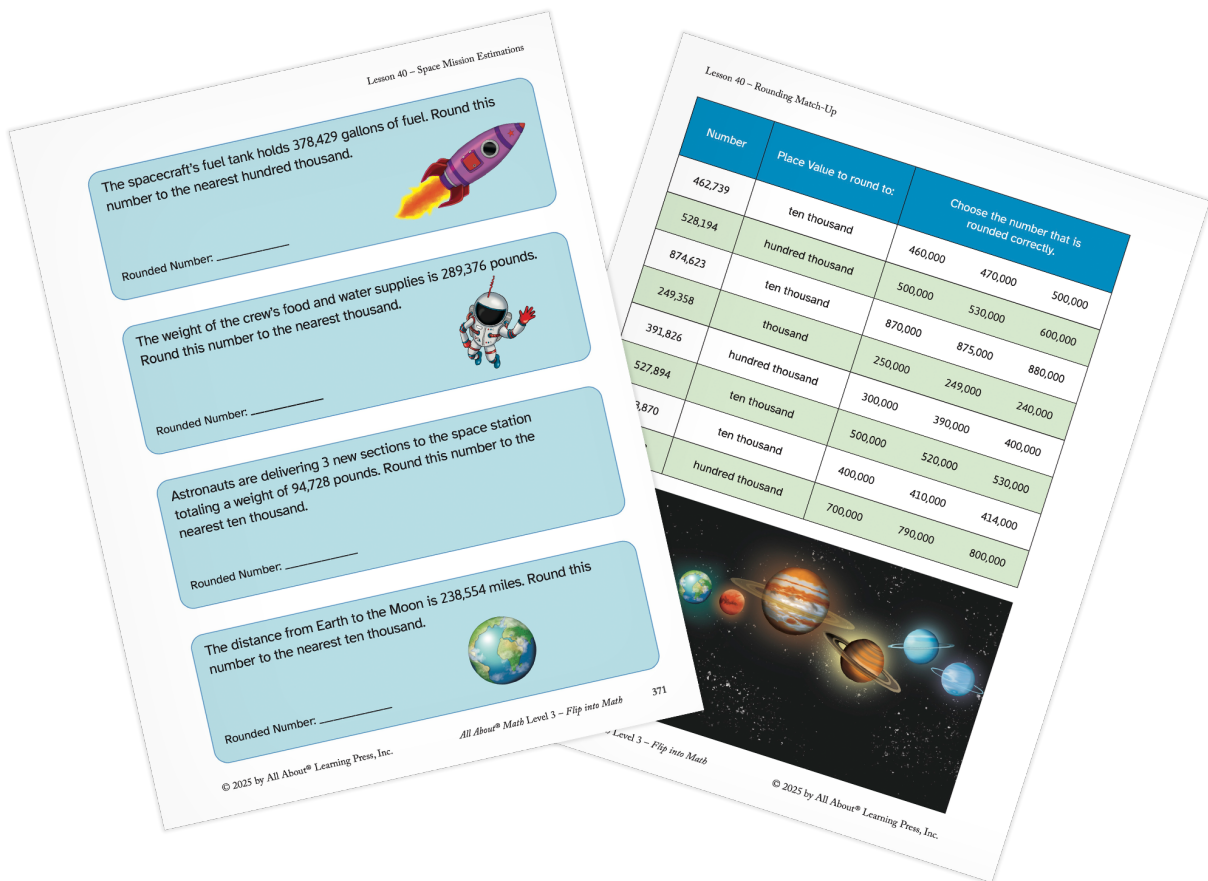 Lesson 40 – Space Mission Estimations
The spacecraft's fuel tank holds 378,429 gallons of fuel. Round this
number to the nearest hundred thousand.
Rounded Number: __________
The weight of the crew's food and water supplies is 289,376 pounds.
Round this number to the nearest thousand.
Rounded Number: __________
Astronauts are delivering 3 new sections to the space station
totaling a weight of 94,728 pounds. Round this number to the
nearest ten thousand.
Rounded Number: __________
The distance from Earth to the Moon is 238,554 miles. Round this
number to the nearest ten thousand.
Rounded Number: __________
© 2025 by All About® Learning Press, Inc.
All About® Math Level 3 – Flip into Math
371
Lesson 40 – Rounding Match-Up
Number Place Value to round to: Choose the number that is
rounded correctly.
462,739 ten thousand 460,000 470,000 500,000
528,194 hundred thousand 500,000 530,000 600,000
874,623 ten thousand 870,000 875,000 880,000
249,358 thousand 250,000 249,000 240,000
391,826 hundred thousand 300,000 390,000 400,000
527,894 ten thousand 500,000 520,000 530,000
,870 ten thousand 400,000 410,000 414,000
hundred thousand 700,000 790,000 800,000
Level 3 – Flip into Math
© 2025 by All About® Learning Press, Inc.